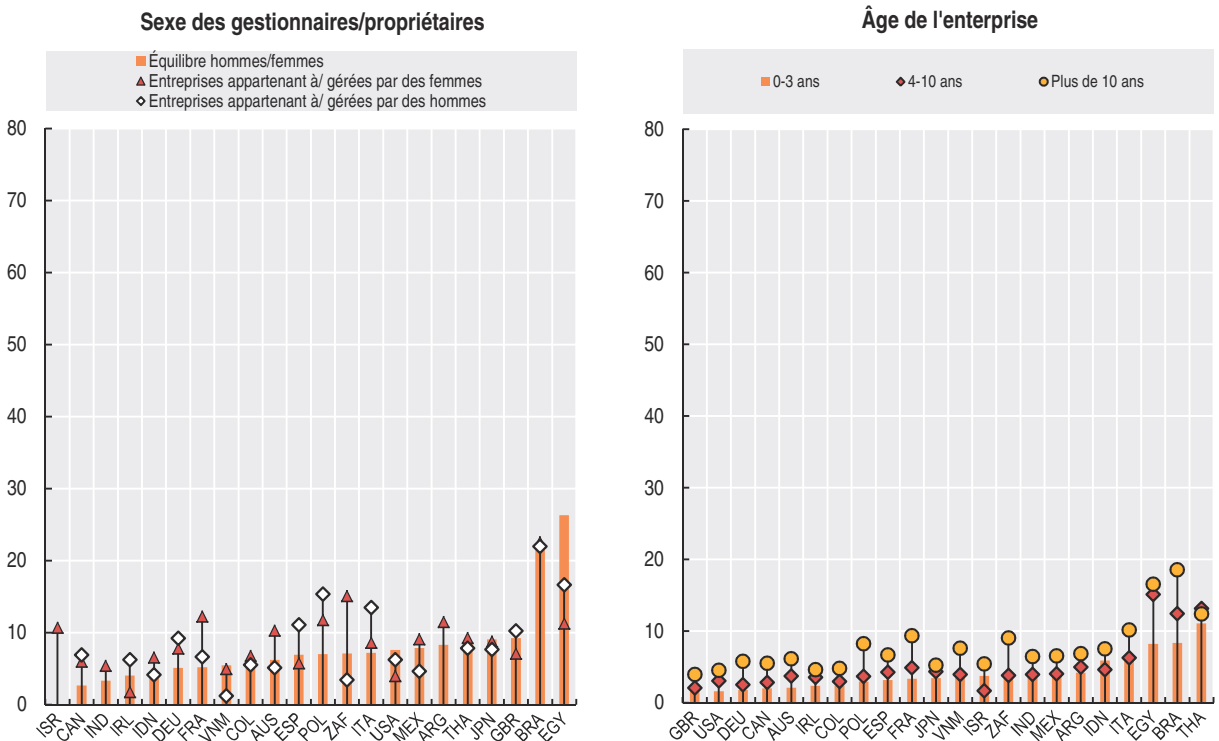 Sexe des gestionnaires/propriétaires
Équilibre hommes/femmes
Entreprises appartenant à/ gérées par des femmes
Entreprises appartenant à/ gérées par des hommes
80
70
60
50
40
30
20
10
0
ISR CAN IND IRL IDN DEU FRA VNM COL AUS ESP POL ZAF ITA USA MEX ARG THA JPN GBR BRA EGY
Âge de l'enterprise
0-3 ans 4-10 ans Plus de 10 ans
80
70
60
50
40
30
20
10
0
GBR USA DEU CAN AUS IRL COL POL ESP FRA JPN VNM ISR ZAF IND MEX ARG IDN ITA EGY BRA THA